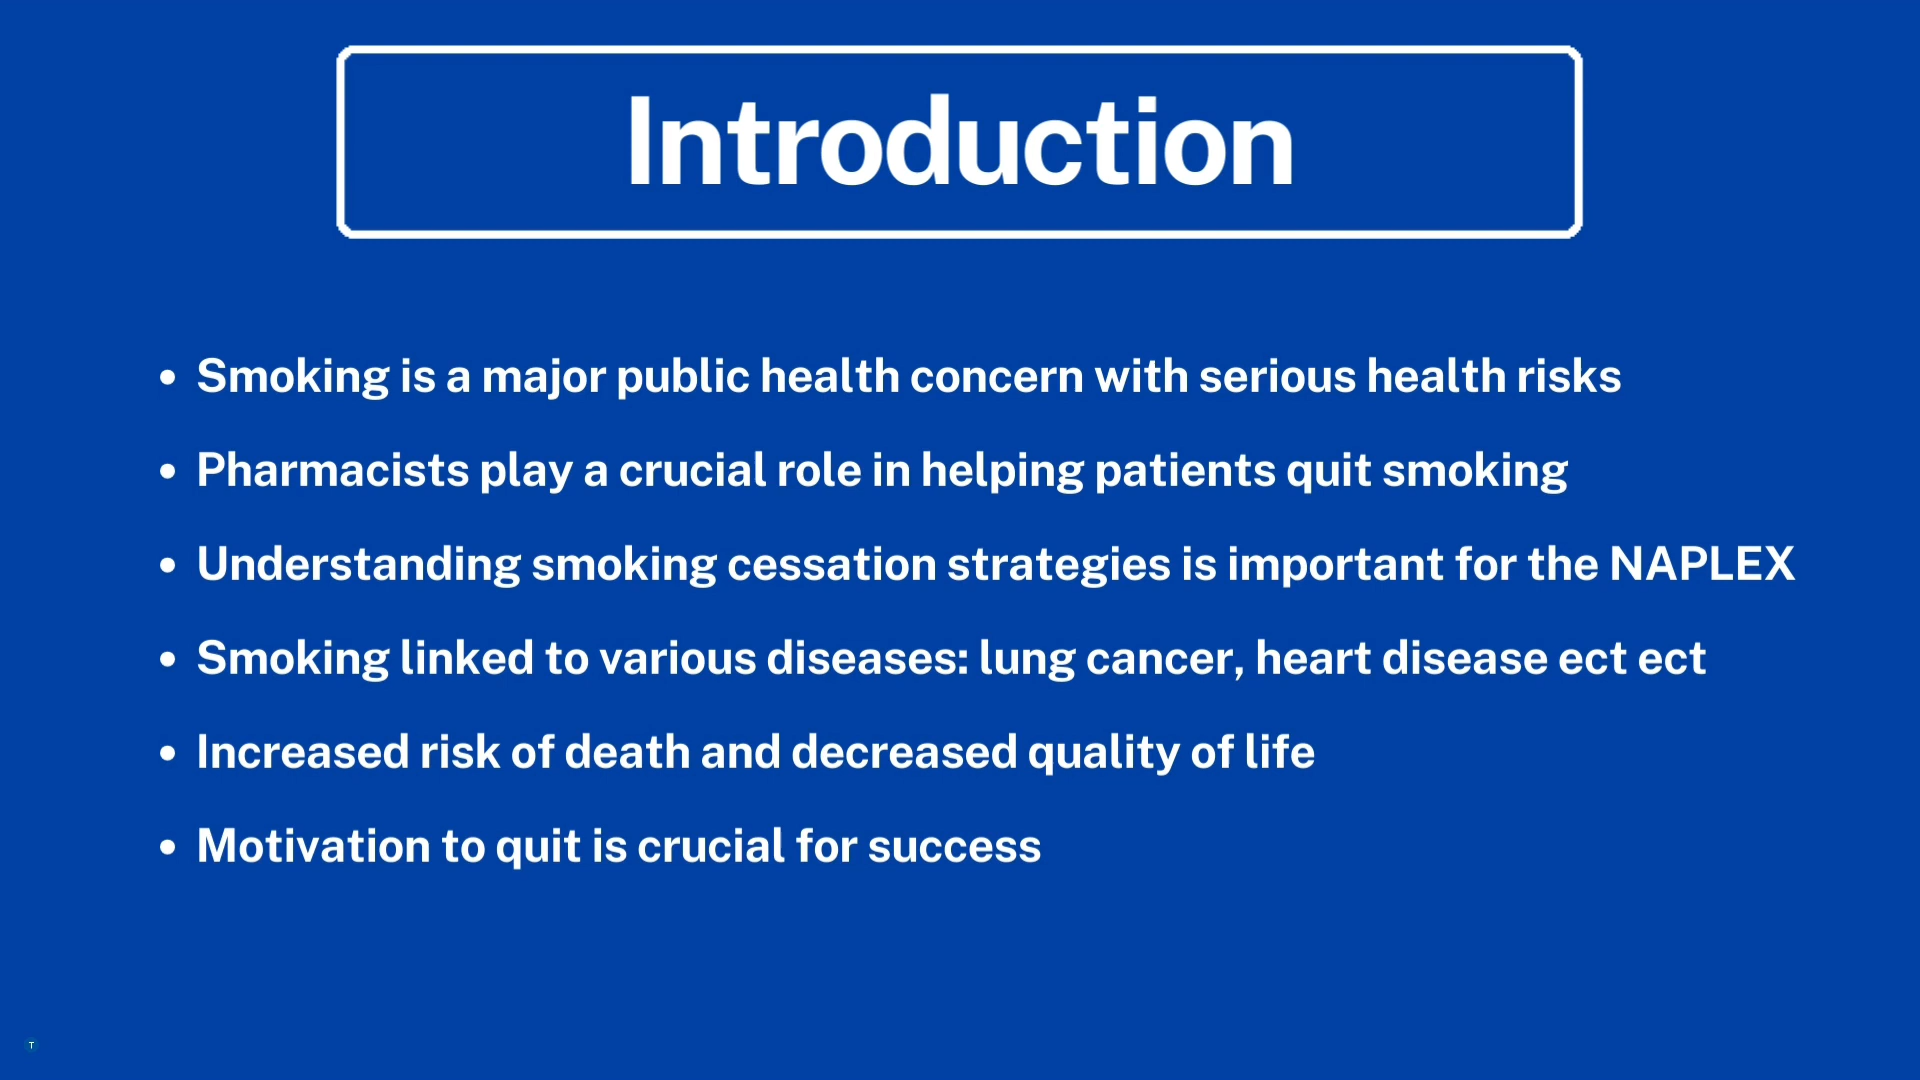 Introduction
• Smoking is a major public health concern with serious health risks
• Pharmacists play a crucial role in helping patients quit smoking
• Understanding smoking cessation strategies is important for the NAPLEX
• Smoking linked to various diseases: lung cancer, heart disease ect ect
• Increased risk of death and decreased quality of life
• Motivation to quit is crucial for success
T